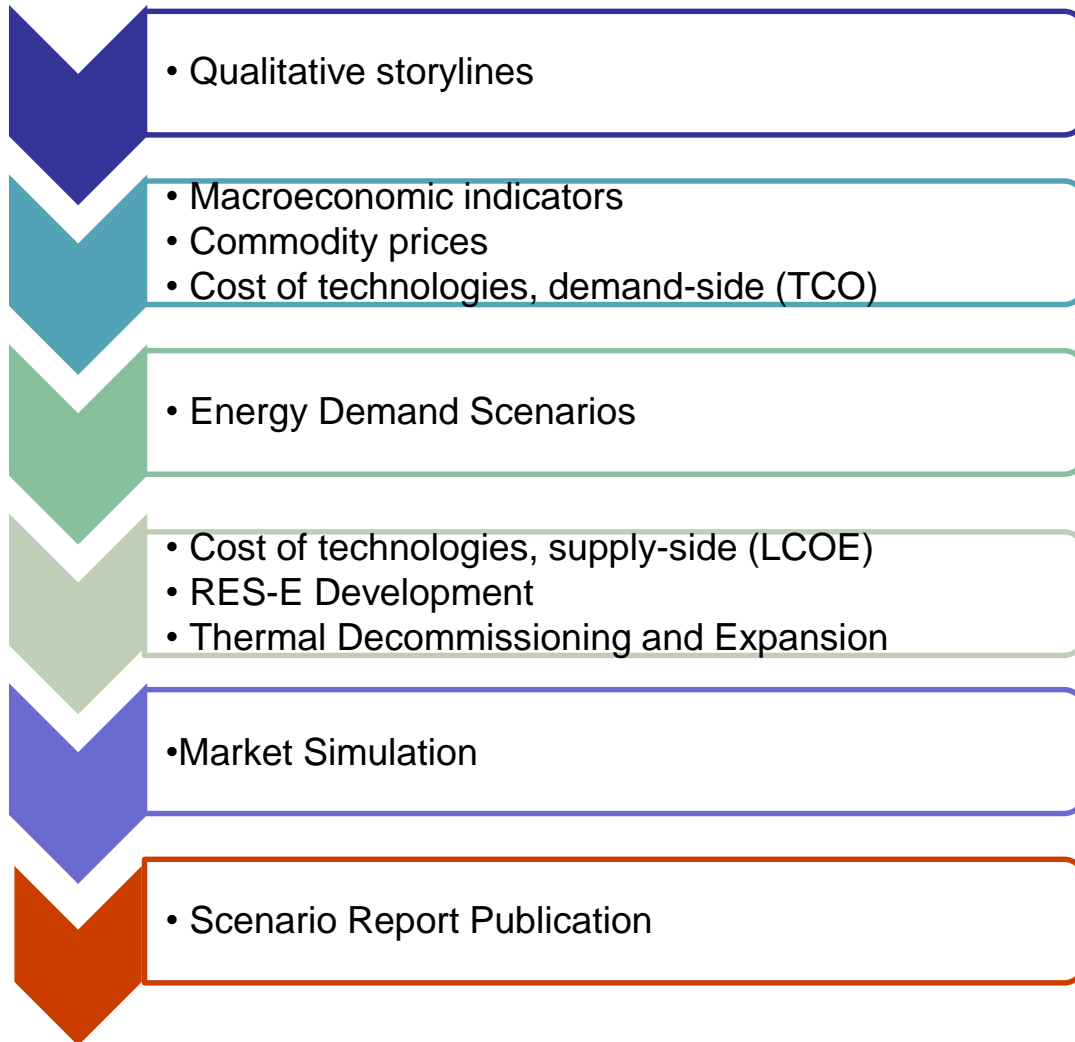 • Qualitative storylines
• Macroeconomic indicators
• Commodity prices
• Cost of technologies, demand-side (TCO)
• Energy Demand Scenarios
• Cost of technologies, supply-side (LCOE)
• RES-E Development
• Thermal Decommissioning and Expansion
•Market Simulation
• Scenario Report Publication